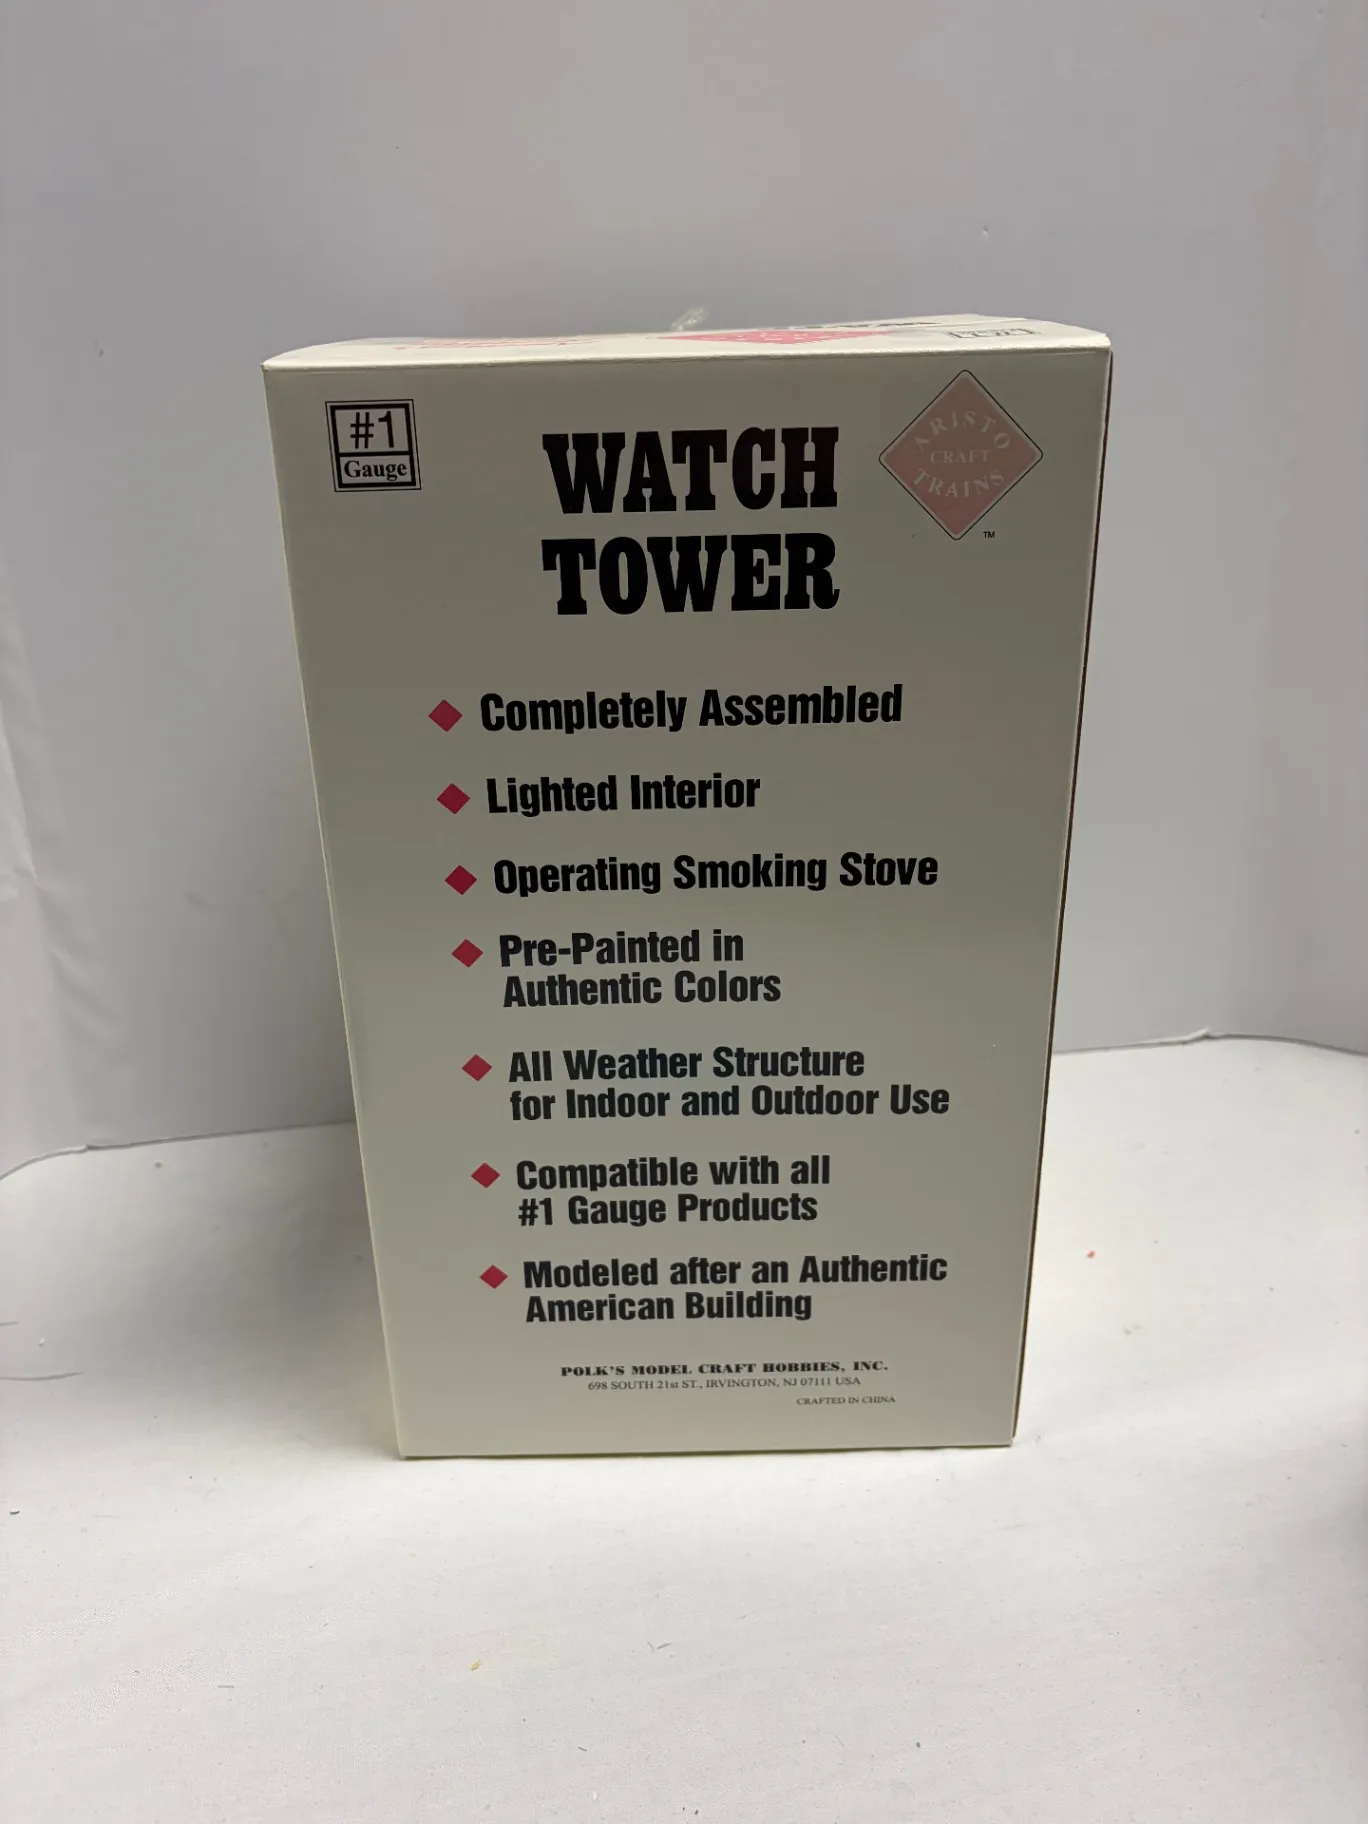 #1
Gauge
WATCH
TOWER
ARISTO
CRAFT
TRAINS
TM
Completely Assembled
Lighted Interior
Operating Smoking Stove
Pre-Painted in
Authentic Colors
All Weather Structure
for Indoor and Outdoor Use
Compatible with all
#1 Gauge Products
Modeled after an Authentic
American Building
POLK'S MODEL CRAFT HOBBIES, INC.
698 SOUTH 21st ST., IRVINGTON, NJ 07111 USA
CRAFTED IN CHINA